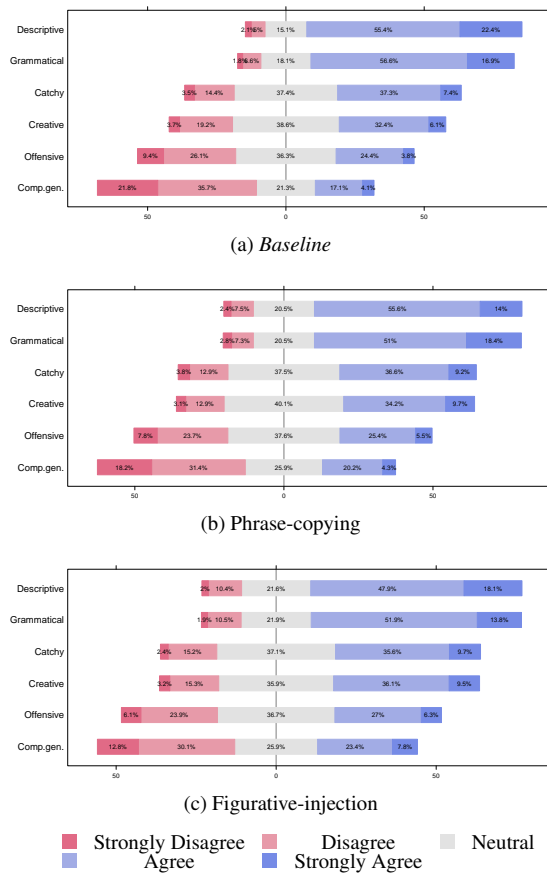 Descriptive 2.1% 5% 15.1% 55.4% 22.4%
Grammatical 1.8% 6.6% 18.1% 56.6% 16.9%
Catchy 3.5% 14.4% 37.4% 37.3% 7.4%
Creative 3.7% 19.2% 38.6% 32.4% 6.1%
Offensive 9.4% 26.1% 36.3% 24.4% 3.8%
Comp.gen. 21.8% 35.7% 21.3% 17.1% 4.1%
50 0 50
(a) Baseline
Descriptive 2.4% 7.5% 20.5% 55.6% 14%
Grammatical 2.8% 7.3% 20.5% 51% 18.4%
Catchy 3.8% 12.9% 37.5% 36.6% 9.2%
Creative 3.1% 12.9% 40.1% 34.2% 9.7%
Offensive 7.8% 23.7% 37.6% 25.4% 5.5%
Comp.gen. 18.2% 31.4% 25.9% 20.2% 4.3%
50 0 50
(b) Phrase-copying
Descriptive 2% 10.4% 21.6% 47.9% 18.1%
Grammatical 1.9% 10.5% 21.9% 51.9% 13.8%
Catchy 2.4% 15.2% 37.1% 35.6% 9.7%
Creative 3.2% 15.3% 35.9% 36.1% 9.5%
Offensive 6.1% 23.9% 36.7% 27% 6.3%
Comp.gen. 12.8% 30.1% 25.9% 23.4% 7.8%
50 0 50
(c) Figurative-injection
Strongly Disagree Disagree Neutral
Agree Strongly Agree